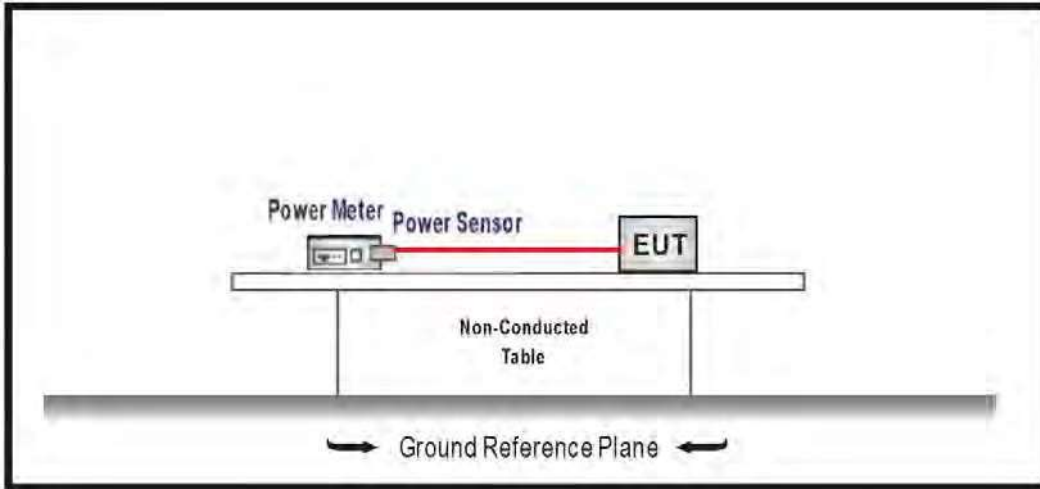 Power Meter
Power Sensor
EUT
Non-Conducted
Table
Ground Reference Plane